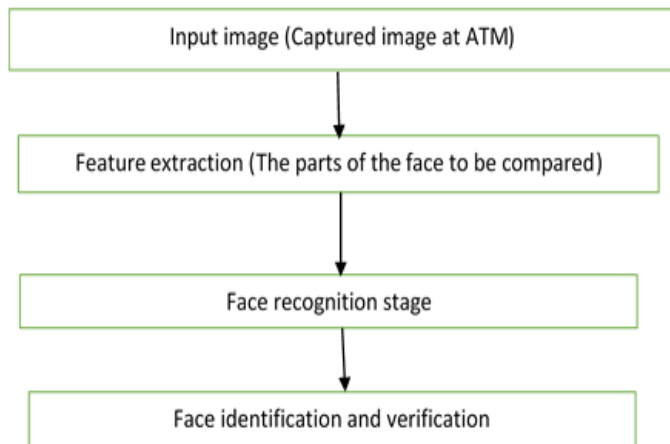 Input image (Captured image at ATM)
Feature extraction (The parts of the face to be compared)
Face recognition stage
Face identification and verification